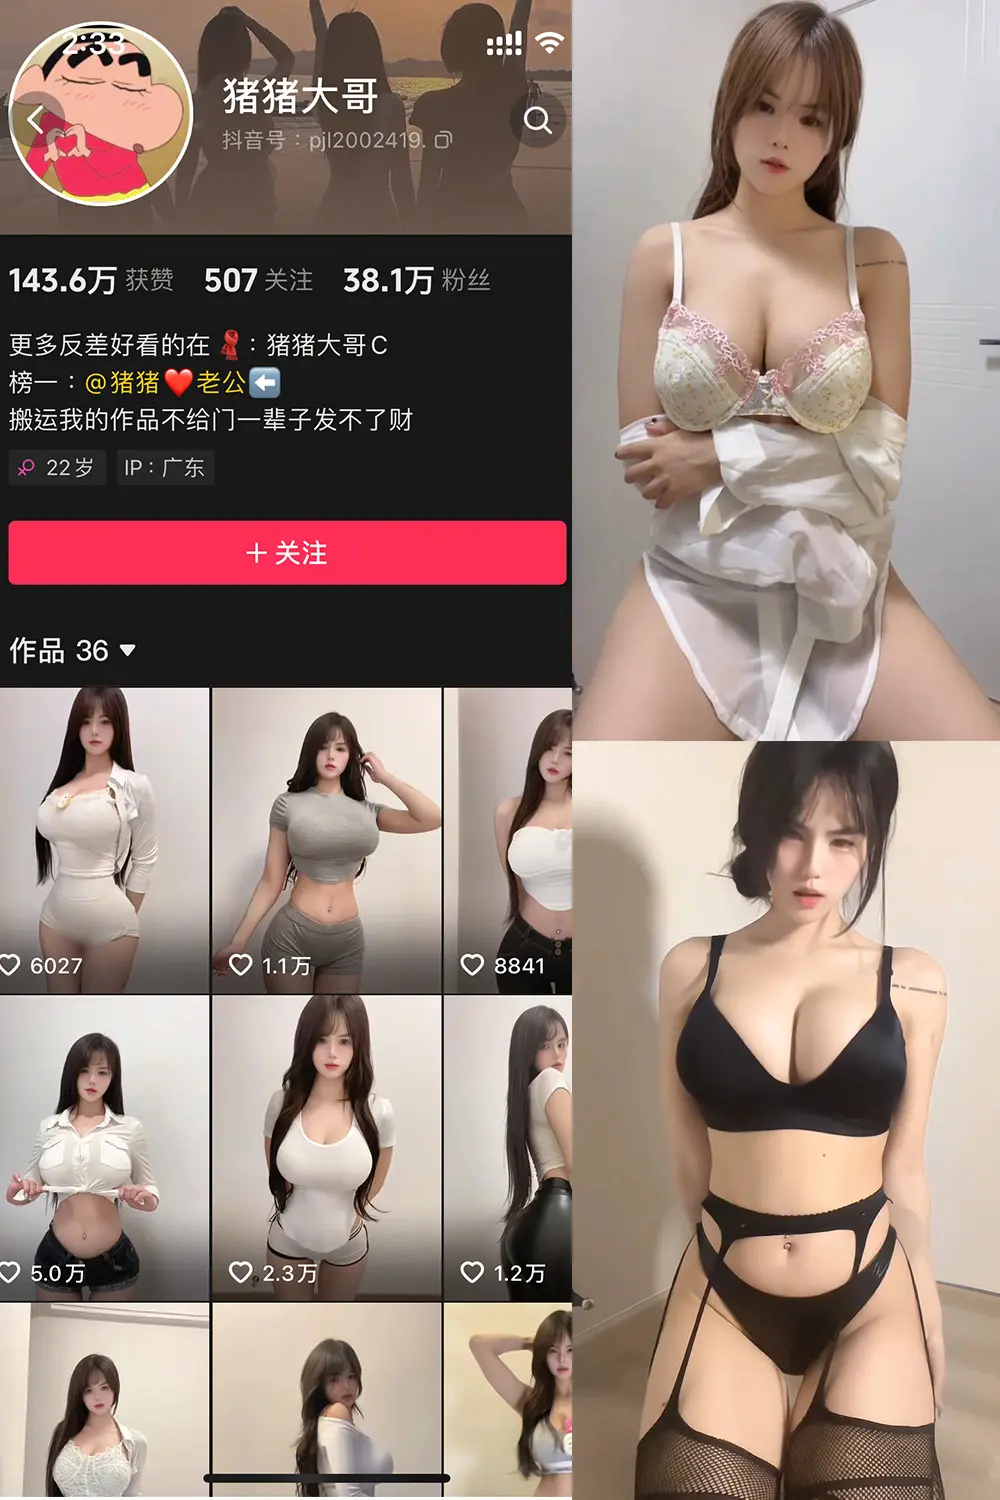 2:33
猪猪大哥
抖音号：pjl2002419.
143.6万 获赞 507 关注 38.1万 粉丝
更多反差好看的在🧣：猪猪大哥C
榜一：@猪猪❤️老公⬅️
搬运我的作品不给门一辈子发不了财
♀ 22岁 IP：广东
＋关注
作品 36 ▼
6027
1.1万
8841
5.0万
2.3万
1.2万